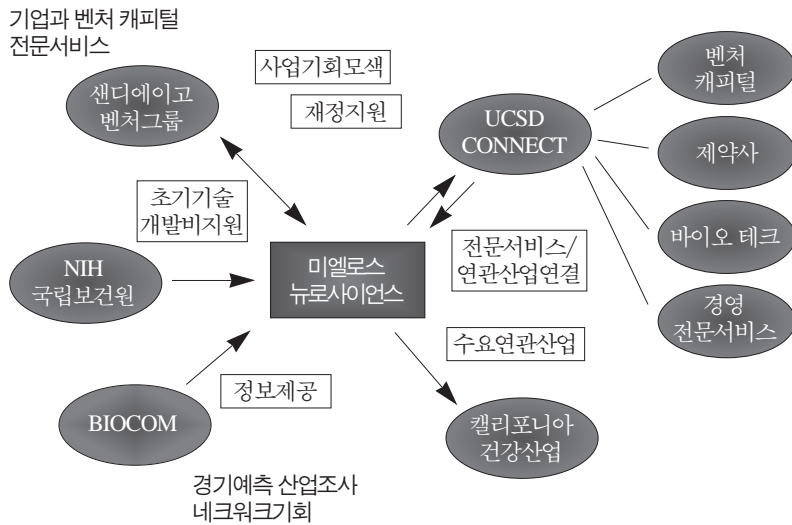 기업과 벤처 캐피털
전문서비스
사업기회모색
재정지원
샌디에이고
벤처그룹
UCSD
CONNECT
벤처
캐피털
제약사
바이오 테크
경영
전문서비스
초기기술
개발비지원
NIH
국립보건원
미엘로스
뉴로사이언스
전문서비스/
연관산업연결
수요연관산업
정보제공
BIOCOM
캘리포니아
건강산업
경기예측 산업조사
네크워크기회